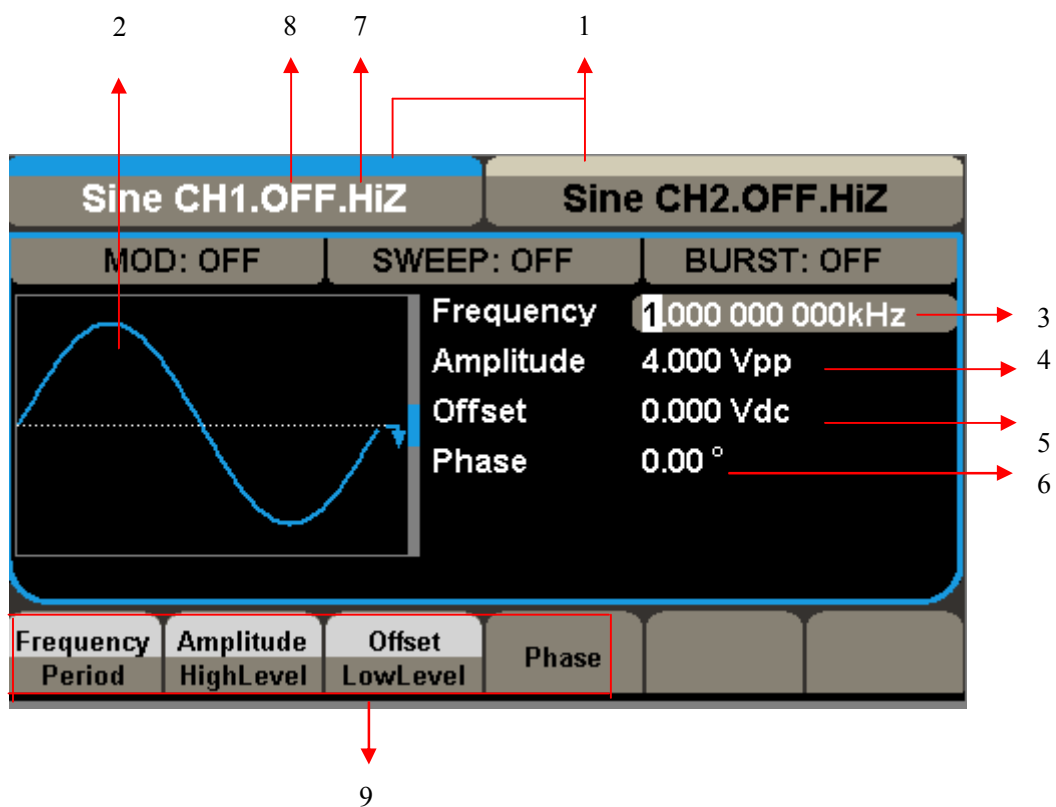 2 8 7 1
Sine CH1.OFF.HiZ Sine CH2.OFF.HiZ
MOD: OFF SWEEP: OFF BURST: OFF
Frequency 1.000 000 000kHz 3
Amplitude 4.000 Vpp 4
Offset 0.000 Vdc 5
Phase 0.00 ° 6
Frequency Amplitude Offset Phase
Period HighLevel LowLevel
9